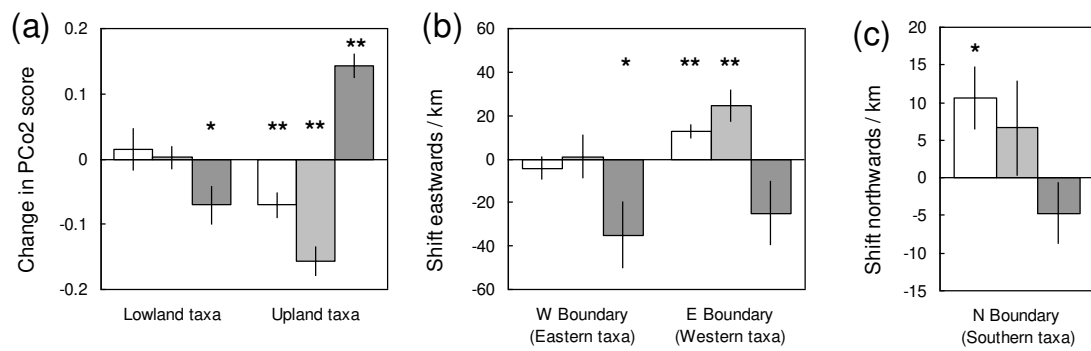 (a)
Change in PCo2 score
0.2
0.1
0
-0.1
-0.2
*
**
**
**
Lowland taxa
Upland taxa
(b)
Shift eastwards / km
60
40
20
0
-20
-40
-60
*
**
**
W Boundary
(Eastern taxa)
E Boundary
(Western taxa)
(c)
Shift northwards / km
20
15
10
5
0
-5
-10
-15
*
N Boundary
(Southern taxa)